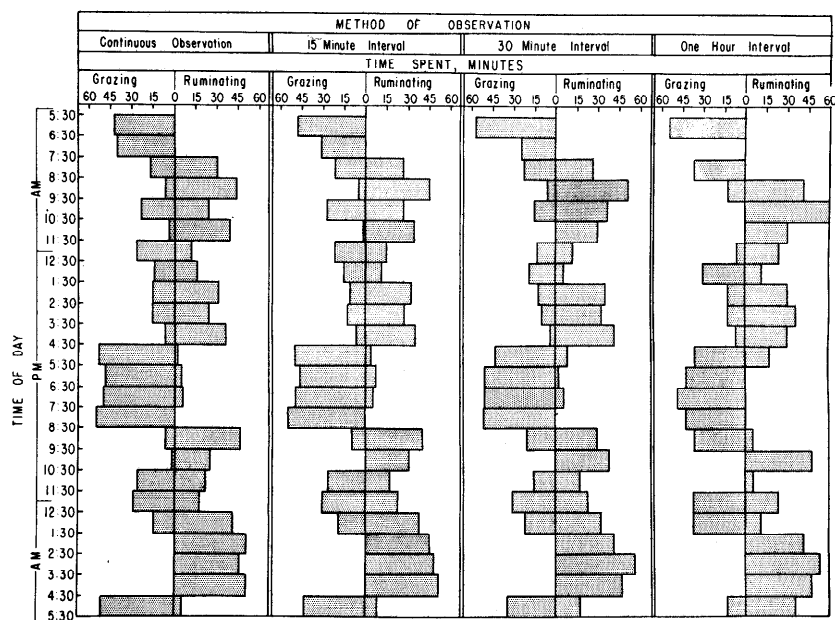 METHOD OF OBSERVATION
Continuous Observation 15 Minute Interval 30 Minute Interval One Hour Interval
TIME SPENT, MINUTES
Grazing Ruminating Grazing Ruminating Grazing Ruminating Grazing Ruminating
60 45 30 15 0 15 30 45 60 60 45 30 15 0 15 30 45 60 60 45 30 15 0 15 30 45 60 60 45 30 15 0 15 30 45 60
TIME OF DAY
AM
5:30
6:30
7:30
8:30
9:30
10:30
11:30
PM
12:30
1:30
2:30
3:30
4:30
5:30
6:30
7:30
8:30
9:30
10:30
11:30
AM
12:30
1:30
2:30
3:30
4:30
5:30